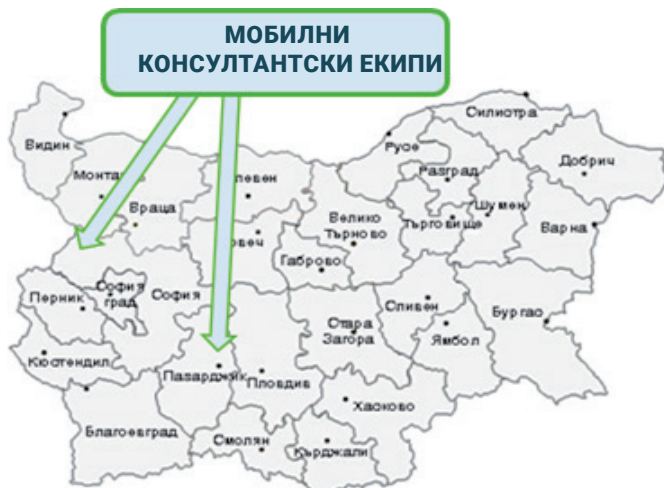 МОБИЛНИ
КОНСУЛТАНТСКИ ЕКИПИ
Силистра
Видин
Русе
Добрич
Разград
Шумен
Враца
Велико
Търново
Търговище
Варна
Габрово
София
град
София
Перник
Сливен
Бургас
Стара
Загора
Ямбол
Кюстендил
Пазарджик
Пловдив
Хасково
Благоевград
Смолян
Кърджали